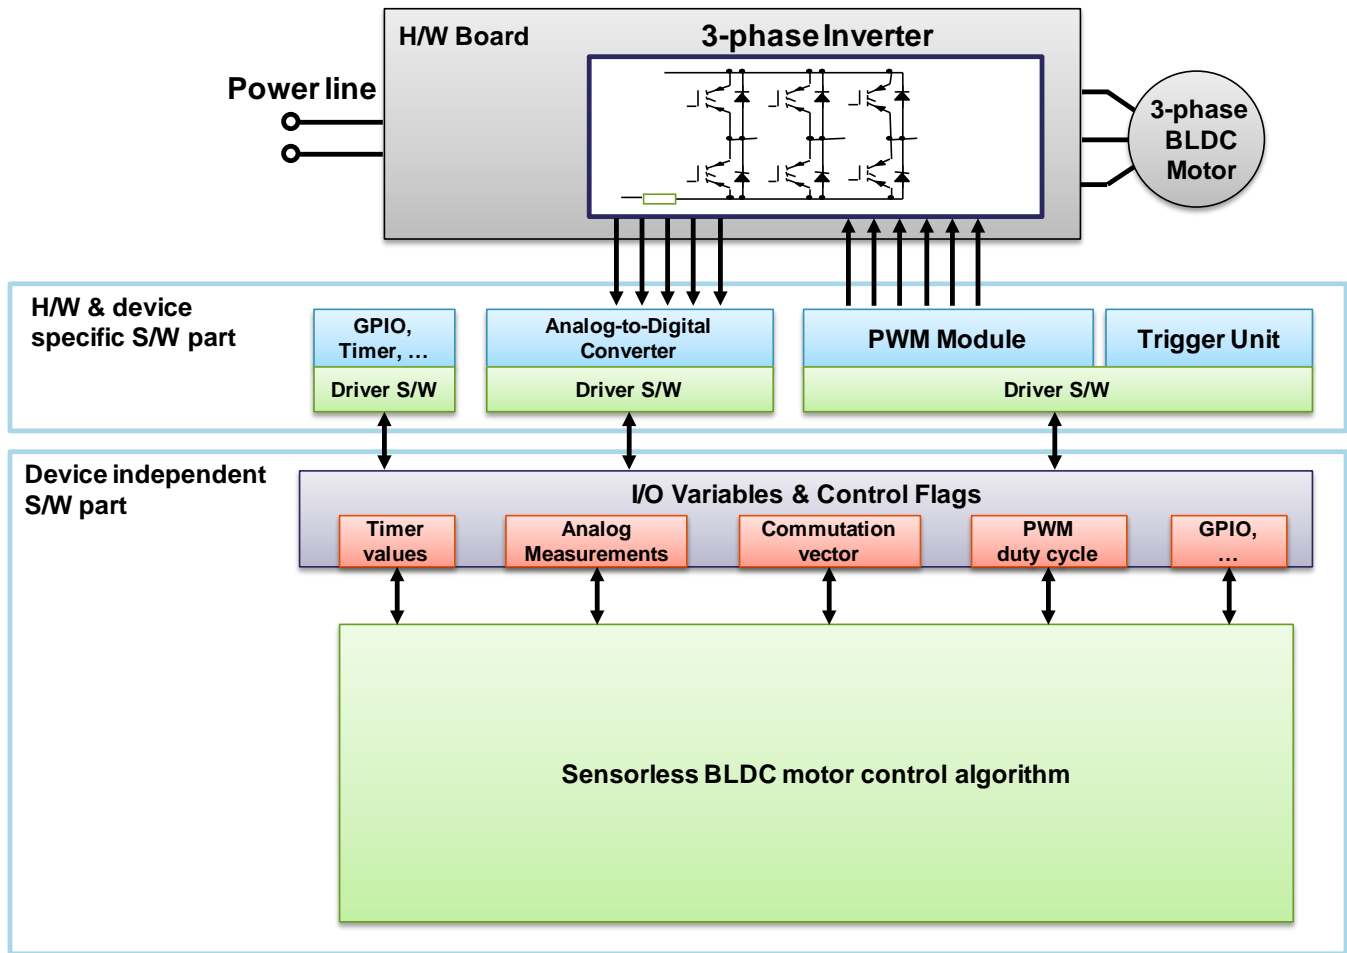 H/W Board
3-phase Inverter
Power line
3-phase
BLDC
Motor
H/W & device
specific S/W part
GPIO,
Timer, …
Driver S/W
Analog-to-Digital
Converter
Driver S/W
PWM Module
Trigger Unit
Driver S/W
Device independent
S/W part
I/O Variables & Control Flags
Timer
values
Analog
Measurements
Commutation
vector
PWM
duty cycle
GPIO,
…
Sensorless BLDC motor control algorithm